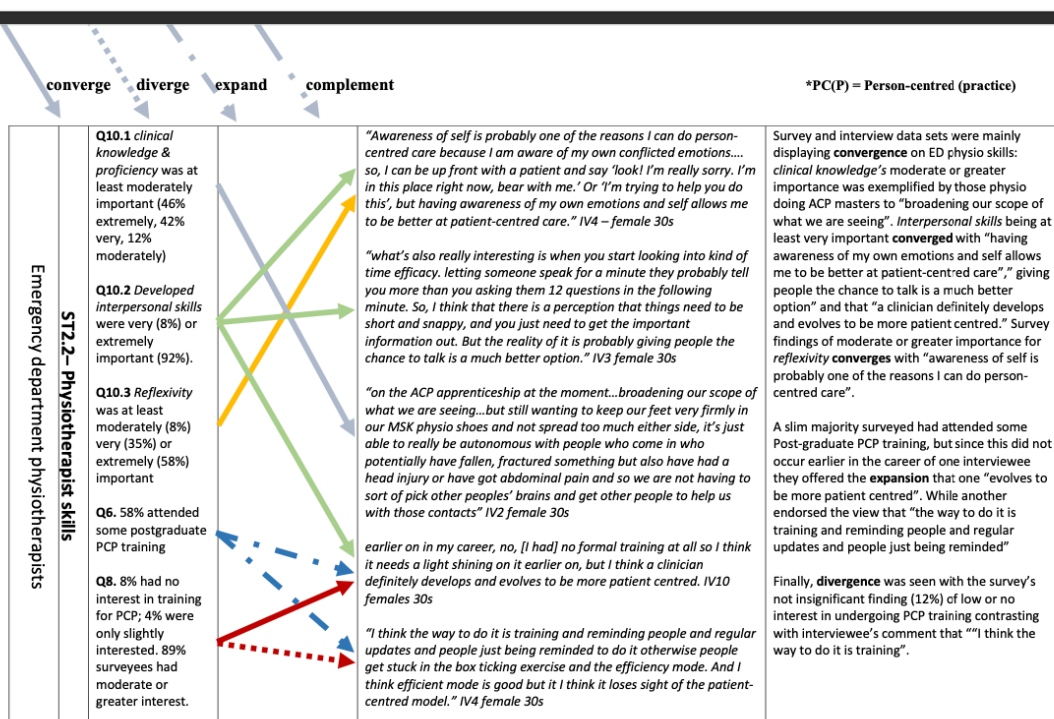 converge diverge expand complement
*PC(P) = Person-centred (practice)
Emergency department physiotherapists
ST2.2– Physiotherapist skills
Q10.1 clinical
knowledge &
proficiency was at
least moderately
important (46%
extremely, 42%
very, 12%
moderately)
Q10.2 Developed
interpersonal skills
were very (8%) or
extremely
important (92%).
Q10.3 Reflexivity
was at least
moderately (8%)
very (35%) or
extremely (58%)
important
Q6. 58% attended
some postgraduate
PCP training
Q8. 8% had no
interest in training
for PCP; 4% were
only slightly
interested. 89%
surveyees had
moderate or
greater interest.
“Awareness of self is probably one of the reasons I can do person-
centred care because I am aware of my own conflicted emotions….
so, I can be up front with a patient and say ‘look! I’m really sorry. I’m
in this place right now, bear with me.’ Or ‘I’m trying to help you do
this’, but having awareness of my own emotions and self allows me
to be better at patient-centred care.” IV4 – female 30s
“what’s also really interesting is when you start looking into kind of
time efficacy. letting someone speak for a minute they probably tell
you more than you asking them 12 questions in the following
minute. So, I think that there is a perception that things need to be
short and snappy, and you just need to get the important
information out. But the reality of it is probably giving people the
chance to talk is a much better option.” IV3 female 30s
“on the ACP apprenticeship at the moment…broadening our scope of
what we are seeing…but still wanting to keep our feet very firmly in
our MSK physio shoes and not spread too much either side, it’s just
able to really be autonomous with people who come in who
potentially have fallen, fractured something but also have had a
head injury or have got abdominal pain and so we are not having to
sort of pick other peoples’ brains and get other people to help us
with those contacts” IV2 female 30s
earlier on in my career, no, [I had] no formal training at all so I think
it needs a light shining on it earlier on, but I think a clinician
definitely develops and evolves to be more patient centred. IV10
females 30s
“I think the way to do it is training and reminding people and regular
updates and people just being reminded to do it otherwise people
get stuck in the box ticking exercise and the efficiency mode. And I
think efficient mode is good but it I think it loses sight of the patient-
centred model.” IV4 female 30s
Survey and interview data sets were mainly
displaying convergence on ED physio skills:
clinical knowledge’s moderate or greater
importance was exemplified by those physio
doing ACP masters to “broadening our scope of
what we are seeing”. Interpersonal skills being at
least very important converged with “having
awareness of my own emotions and self allows
me to be better at patient-centred care”,” giving
people the chance to talk is a much better
option” and that “a clinician definitely develops
and evolves to be more patient centred.” Survey
findings of moderate or greater importance for
reflexivity converges with “awareness of self is
probably one of the reasons I can do person-
centred care”.
A slim majority surveyed had attended some
Post-graduate PCP training, but since this did not
occur earlier in the career of one interviewee
they offered the expansion that one “evolves to
be more patient centred”. While another
endorsed the view that “the way to do it is
training and reminding people and regular
updates and people just being reminded”
Finally, divergence was seen with the survey’s
not insignificant finding (12%) of low or no
interest in undergoing PCP training contrasting
with interviewee’s comment that ““I think the
way to do it is training”.